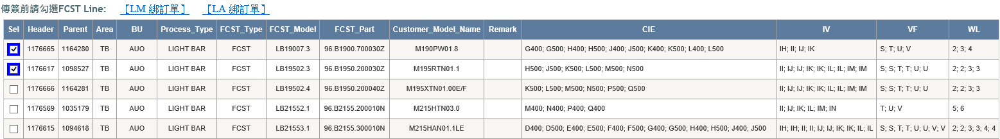 傳簽前請勾選FCST Line: 【LM 綁訂單】 【LA 綁訂單】
Sel Header Parent Area BU Process_Type FCST_Type FCST_Model FCST_Part Customer_Model_Name Remark CIE IV VF WL
1176665 1164280 TB AUO LIGHT BAR FCST LB19007.3 96.B1900.700030Z M190PW01.8 G400; G500; H400; H500; J400; J500; K400; K500; L400; L500 IH; II; IJ; IK S; T; U; V 2; 3; 4
1176617 1098527 TB AUO LIGHT BAR FCST LB19502.3 96.B1950.200030Z M195RTN01.1 H500; J500; K500; L500; M500; N500 II; IJ; IJ; IK; IK; IL; IL; IM; IM S; S; T; T; U; U 2; 2; 3; 3
1176666 1164281 TB AUO LIGHT BAR FCST LB19502.4 96.B1950.200040Z M195XTN01.00E/F K500; L500; M500; N500; P500; Q500 II; IJ; IJ; IK; IK; IL; IL; IM; IM S; S; T; T; U; U 2; 2; 3; 3
1176569 1035179 TB AUO LIGHT BAR FCST LB21552.1 96.B2155.200010N M215HTN03.0 M400; N400; P400; Q400 II; IJ; IK; IL; IM; IN T; U; V 5; 6
1176615 1094618 TB AUO LIGHT BAR FCST LB21553.1 96.B2155.300010N M215HAN01.1LE D400; D500; E400; E500; F400; F500; G400; G500; H400; H500; J400; J500 IH; IH; II; II; IJ; IJ; IK; IK; IL; IL S; S; T; T; U; U; V; V 2; 2; 3; 3; 4; 4